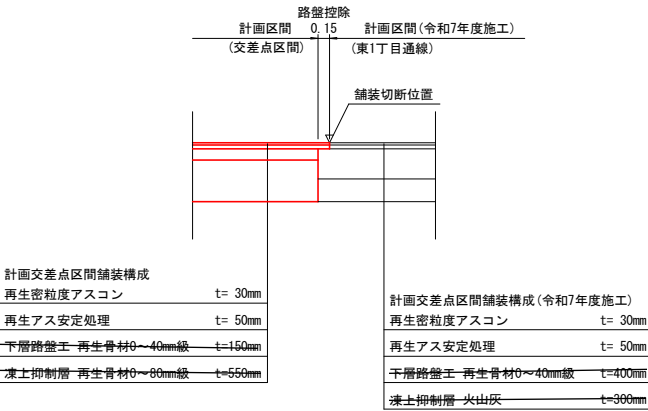 路盤控除
計画区間 0.15 計画区間(令和7年度施工)
(交差点区間) (東1丁目通線)
舗装切断位置
計画交差点区間舗装構成
再生密粒度アスコン t= 30mm
再生アス安定処理 t= 50mm
下層路盤工 再生骨材0～40mm級 t=150mm
凍上抑制層 再生骨材0～80mm級 t=550mm
計画交差点区間舗装構成(令和7年度施工)
再生密粒度アスコン t= 30mm
再生アス安定処理 t= 50mm
下層路盤工 再生骨材0～40mm級 t=400mm
凍上抑制層 火山灰 t=300mm